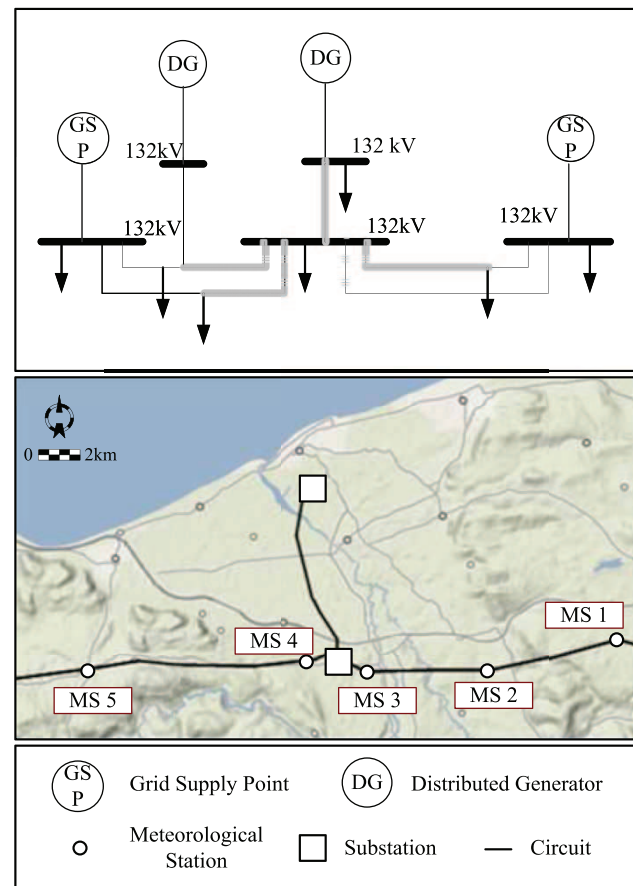 DG
DG
GS
P
GS
P
132kV
132 kV
132kV
132kV
132kV
0 2km
MS 1
MS 4
MS 5
MS 3
MS 2
GS
P
Grid Supply Point
DG
Distributed Generator
Meteorological
Station
Substation
Circuit